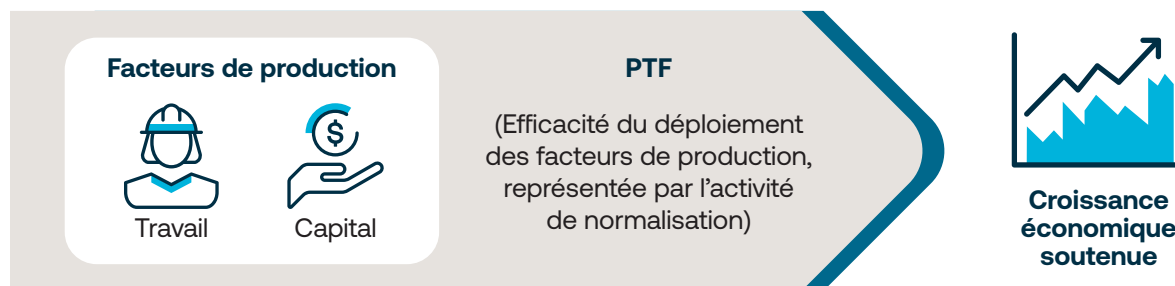 Facteurs de production
$
Travail
Capital
PTF
(Efficacité du déploiement
des facteurs de production,
représentée par l’activité
de normalisation)
Croissance
économique
soutenue